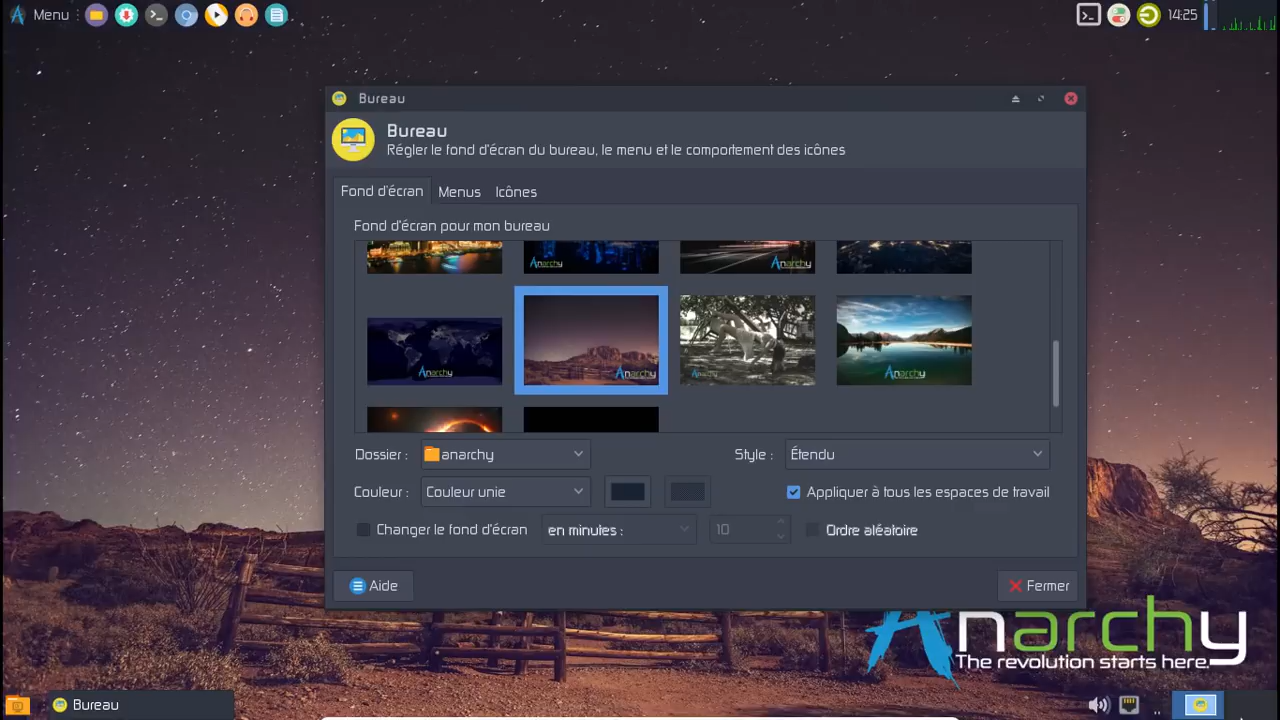 Menu
14:25
Bureau
Bureau
Régler le fond d'écran du bureau, le menu et le comportement des icônes
Fond d'écran Menus Icônes
Fond d'écran pour mon bureau
Anarchy Anarchy
Anarchy Anarchy Anarchy Anarchy
Dossier : anarchy Style : Étendu
Couleur : Couleur unie Appliquer à tous les espaces de travail
Changer le fond d'écran en minutes : 10 Ordre aléatoire
Aide Fermer
Anarchy
The revolution starts here.
Bureau